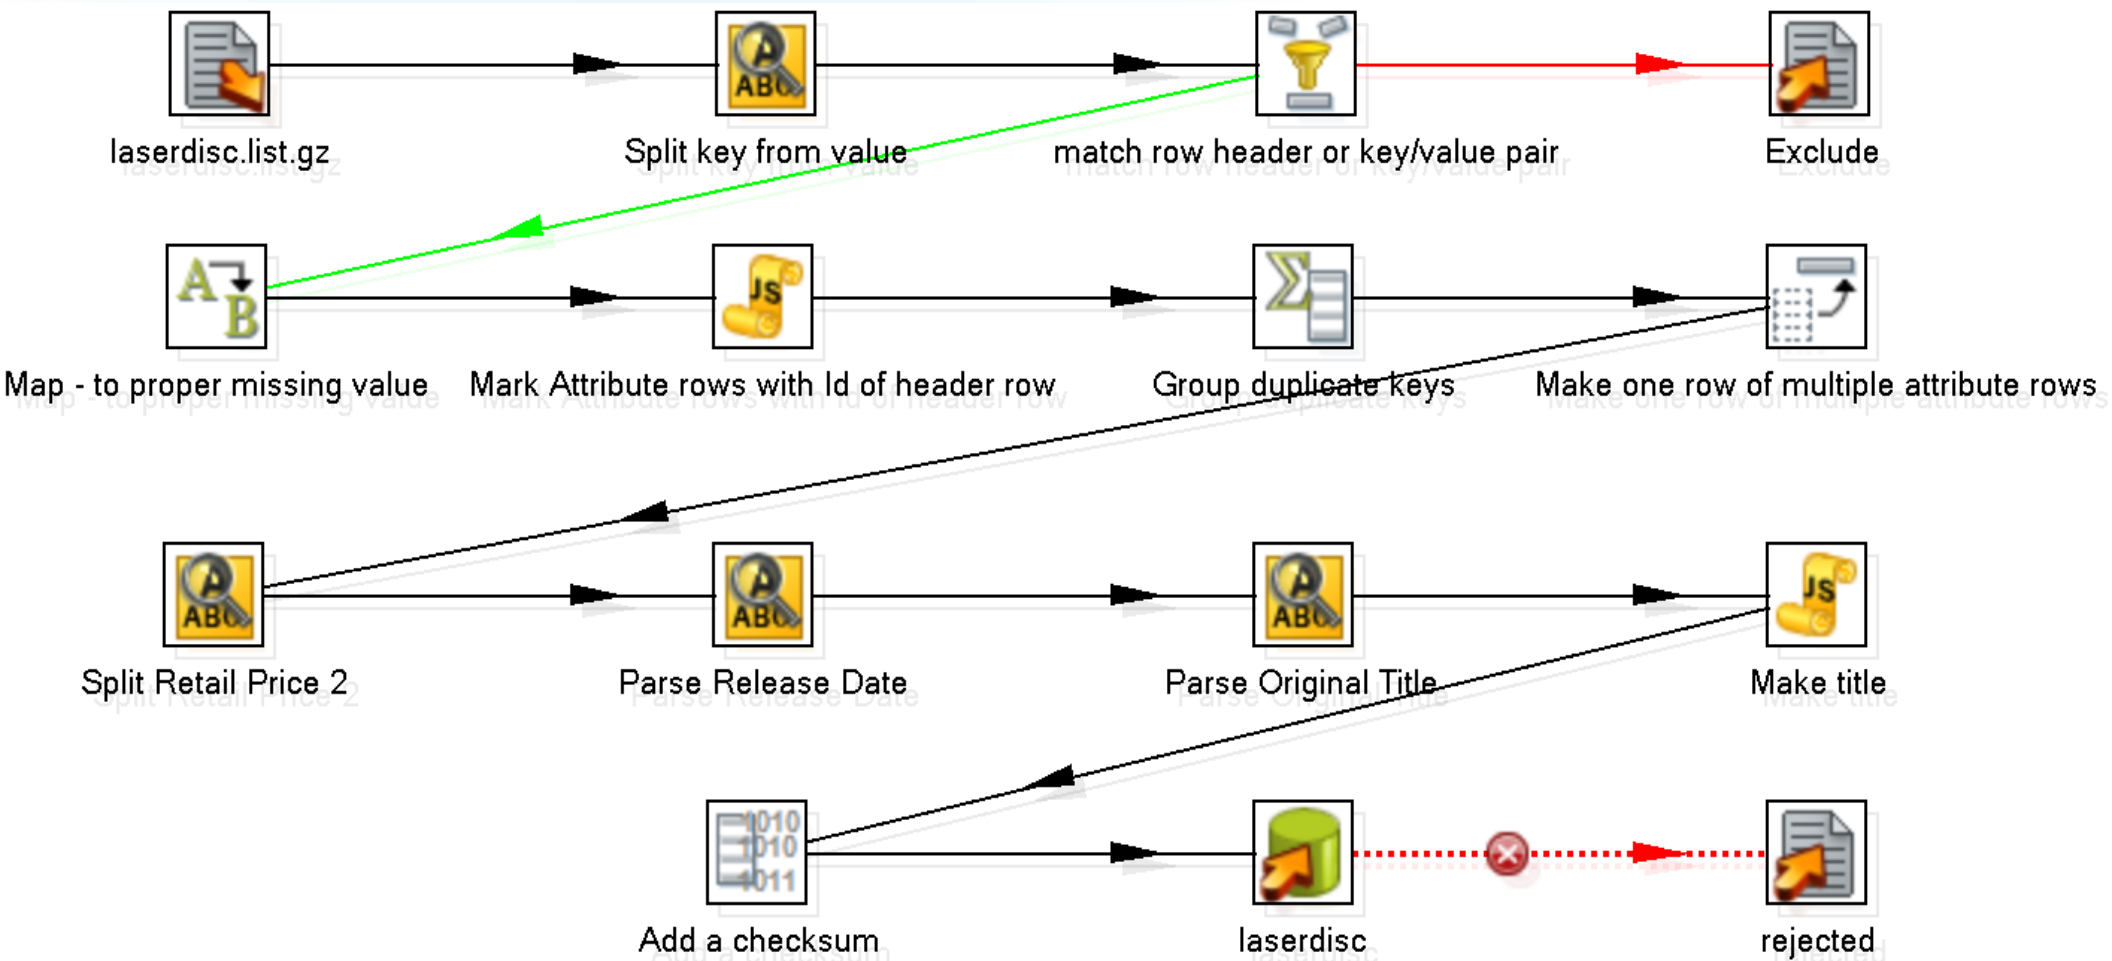 laserdisc.list.gz
Split key from value
match row header or key/value pair
Exclude
Map - to proper missing value
Mark Attribute rows with Id of header row
Group duplicate keys
Make one row of multiple attribute rows
Split Retail Price 2
Parse Release Date
Parse Original Title
Make title
Add a checksum
laserdisc
rejected